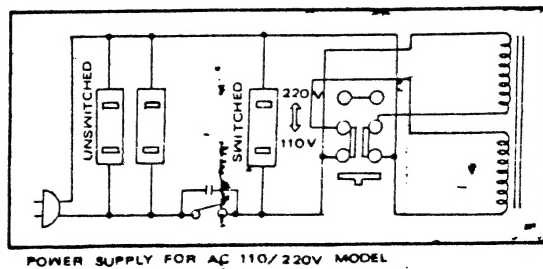 UNSWITCHED
SWITCHED
220V
110V
POWER SUPPLY FOR AC 110/220V MODEL